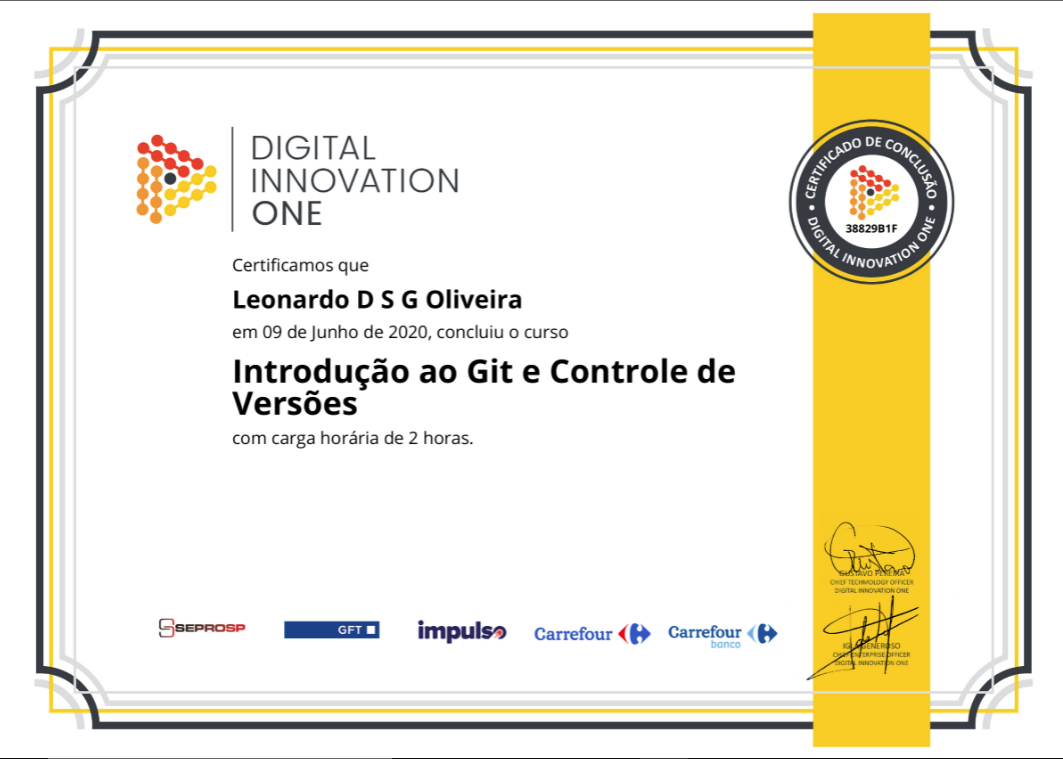 DIGITAL
INNOVATION
ONE
CERTIFICADO DE CONCLUSÃO
38829B1F
DIGITAL INNOVATION ONE
Certificamos que
Leonardo D S G Oliveira
em 09 de Junho de 2020, concluiu o curso
Introdução ao Git e Controle de
Versões
com carga horária de 2 horas.
GUSTAVO PEREIRA
CHIEF TECHNOLOGY OFFICER
DIGITAL INNOVATION ONE
SEPROSP
GFT
impulso
Carrefour
Carrefour
banco
GENEROSO
CHIEF ENTERPRISE OFFICER
DIGITAL INNOVATION ONE